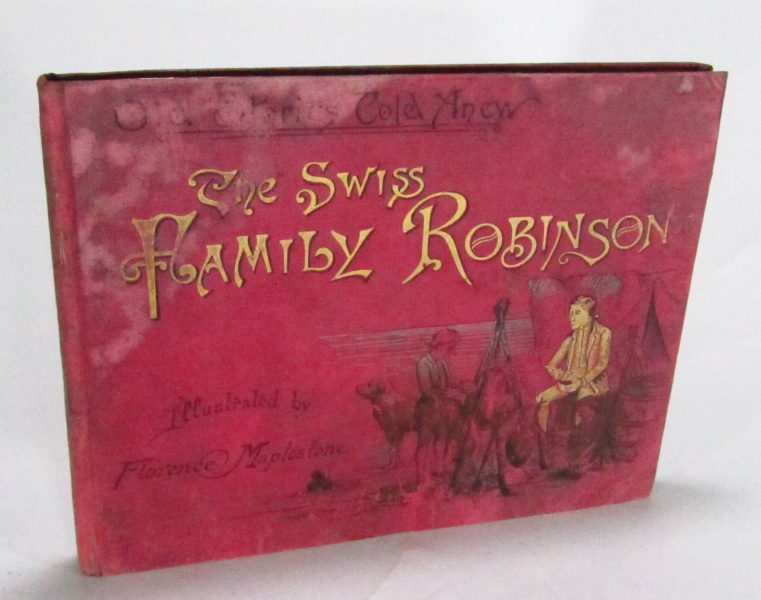 Old Stories Told Anew
The Swiss
Family Robinson
Illustrated by
Florence Maplestone